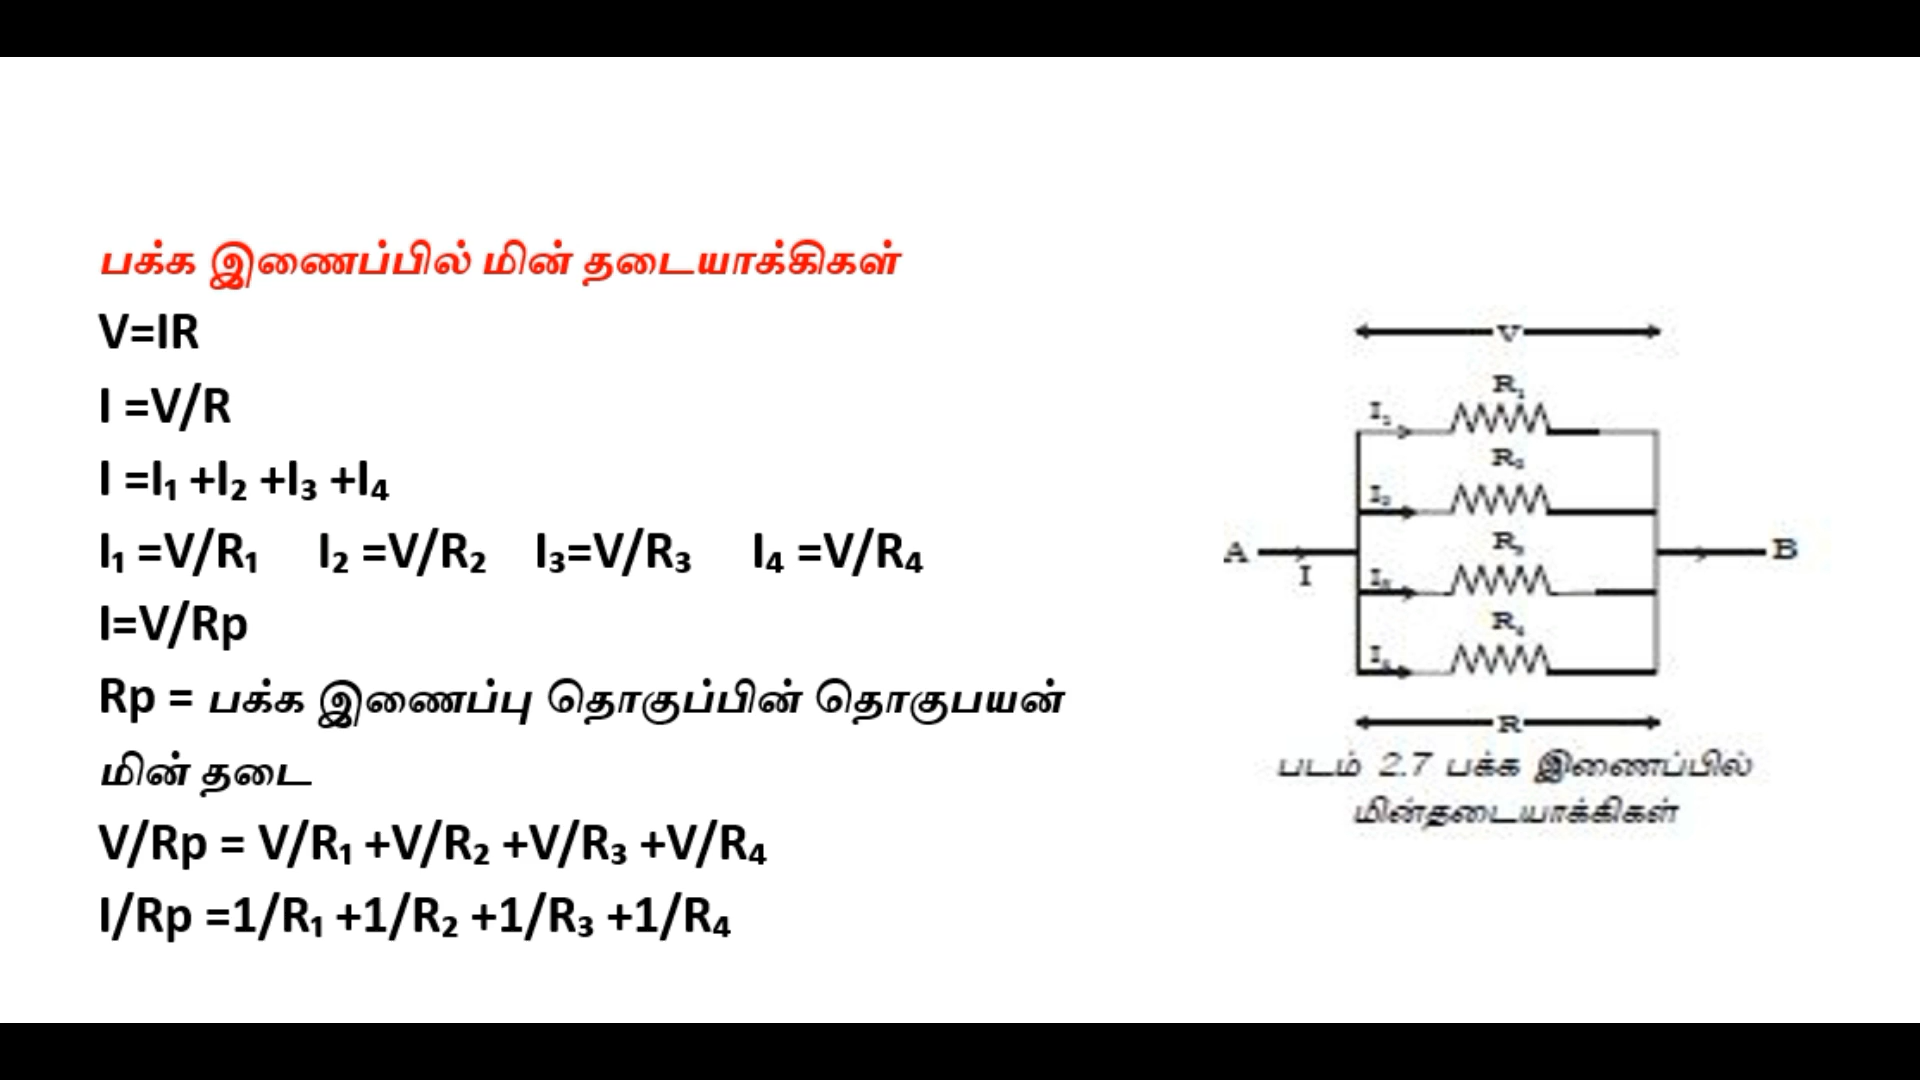 பக்க இணைப்பில் மின் தடையாக்கிகள்
V=IR
I =V/R
I =I₁ +I₂ +I₃ +I₄
I₁ =V/R₁ I₂ =V/R₂ I₃=V/R₃ I₄ =V/R₄
I=V/Rp
Rp = பக்க இணைப்பு தொகுப்பின் தொகுபயன்
மின் தடை
V/Rp = V/R₁ +V/R₂ +V/R₃ +V/R₄
I/Rp =1/R₁ +1/R₂ +1/R₃ +1/R₄
V
R₁
I₁
R₂
I₂
A
I
B
R₃
I₃
R₄
I₄
R
படம் 2.7 பக்க இணைப்பில்
மின்தடையாக்கிகள்